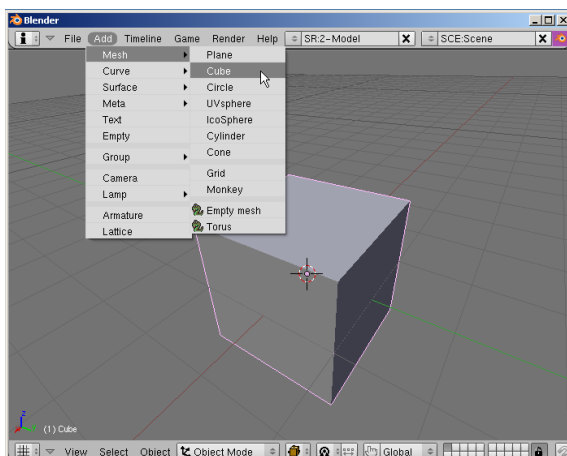 Blender
File Add Timeline Game Render Help SR:2-Model X SCE:Scene X
Mesh
Curve
Surface
Meta
Text
Empty
Group
Camera
Lamp
Armature
Lattice
Plane
Cube
Circle
UVsphere
IcoSphere
Cylinder
Cone
Grid
Monkey
Empty mesh
Torus
z
(1) Cube
View Select Object Object Mode Global